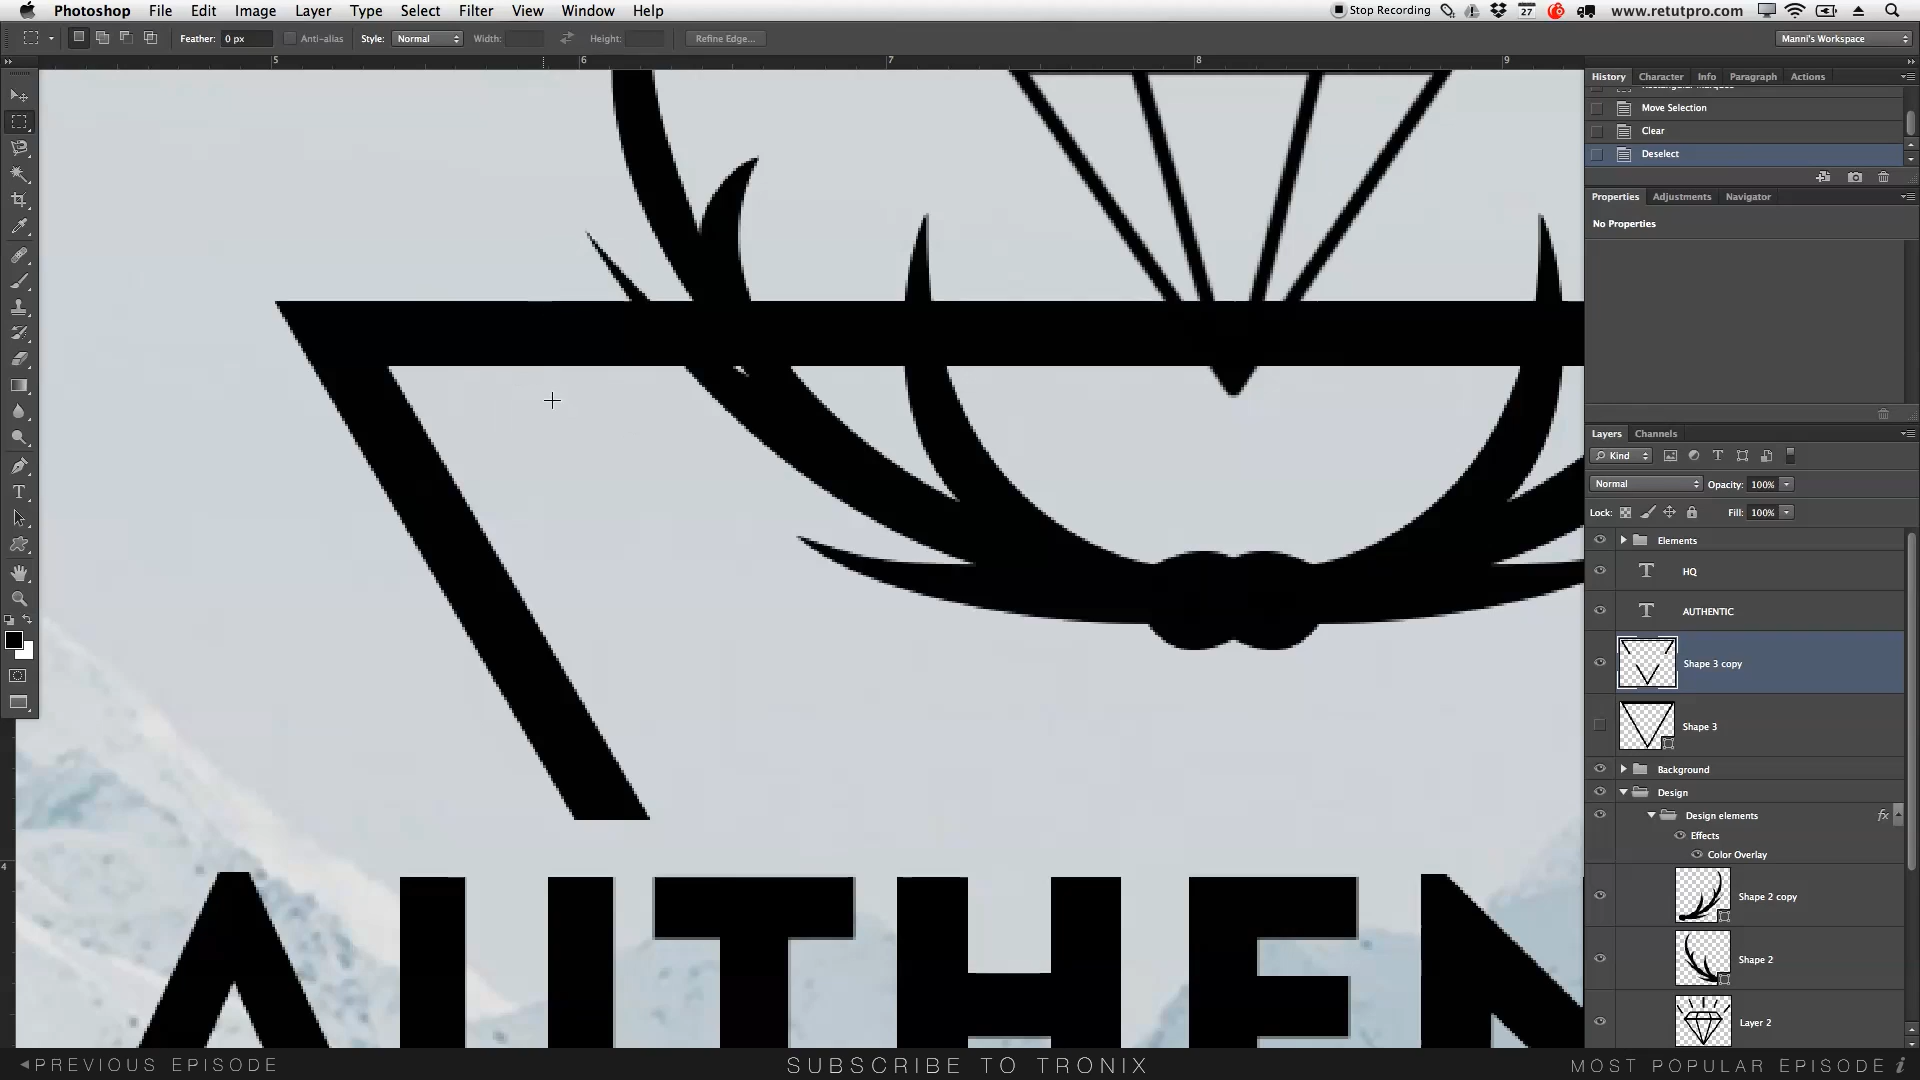 Photoshop File Edit Image Layer Type Select Filter View Window Help Stop Recording 27 www.retutpro.com
Feather: 0 px Anti-alias Style: Normal Width: Height: Refine Edge... Manni's Workspace
5 6 7 8 9
History Character Info Paragraph Actions
Move Selection
Clear
Deselect
Properties Adjustments Navigator
No Properties
Layers Channels
Kind
Normal Opacity: 100%
Lock: Fill: 100%
Elements
HQ
AUTHENTIC
Shape 3 copy
Shape 3
Background
Design
Design elements fx
Effects
Color Overlay
Shape 2 copy
Shape 2
Layer 2
4
AUTHEN
PREVIOUS EPISODE SUBSCRIBE TO TRONIX MOST POPULAR EPISODE i